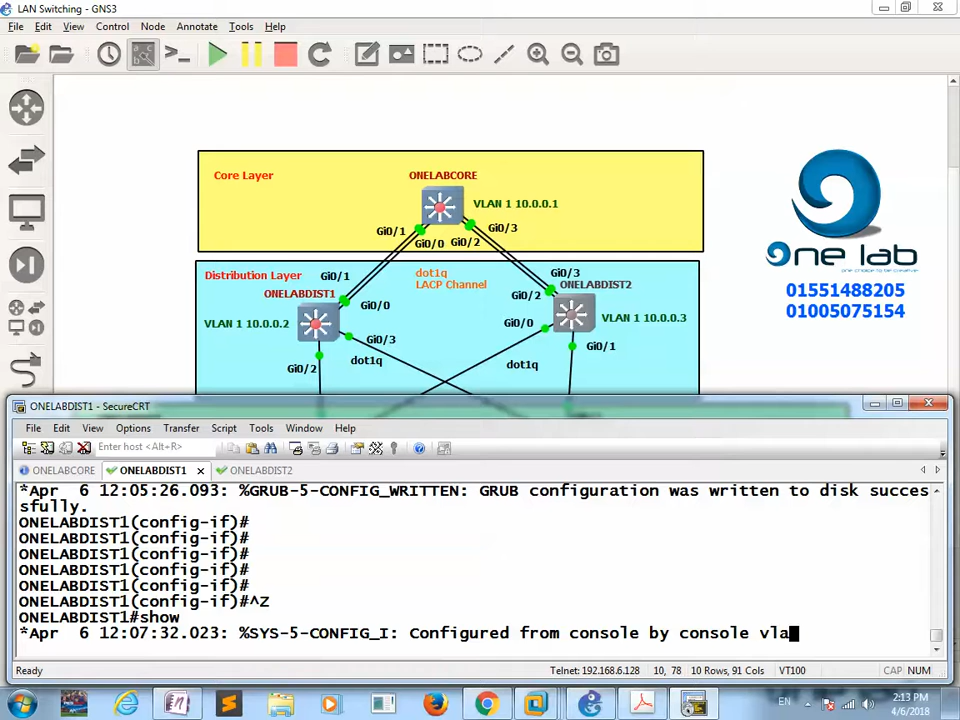 LAN Switching - GNS3
File Edit View Control Node Annotate Tools Help
Core Layer
ONELABCORE
VLAN 1 10.0.0.1
Gi0/1
Gi0/3
Gi0/0
Gi0/2
one lab
one choice to be creative
01551488205
01005075154
Distribution Layer
Gi0/1
dot1q
LACP Channel
Gi0/3
ONELABDIST1
ONELABDIST2
Gi0/0
Gi0/2
VLAN 1 10.0.0.2
VLAN 1 10.0.0.3
Gi0/0
Gi0/3
Gi0/1
dot1q
dot1q
Gi0/2
ONELABDIST1 - SecureCRT
File Edit View Options Transfer Script Tools Window Help
Enter host <Alt+R>
ONELABCORE ONELABDIST1 ONELABDIST2
*Apr  6 12:05:26.093: %GRUB-5-CONFIG_WRITTEN: GRUB configuration was written to disk succes
sfully.
ONELABDIST1(config-if)#
ONELABDIST1(config-if)#
ONELABDIST1(config-if)#
ONELABDIST1(config-if)#
ONELABDIST1(config-if)#
ONELABDIST1(config-if)#^Z
ONELABDIST1#show
*Apr  6 12:07:32.023: %SYS-5-CONFIG_I: Configured from console by console vla
Ready Telnet: 192.168.6.128 10, 78 10 Rows, 91 Cols VT100 CAP NUM
EN 2:13 PM
4/6/2018